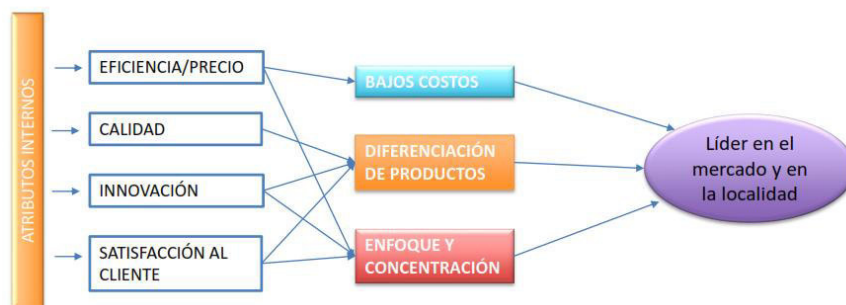 ATRIBUTOS INTERNOS
EFICIENCIA/PRECIO
CALIDAD
INNOVACIÓN
SATISFACCIÓN AL
CLIENTE
BAJOS COSTOS
DIFERENCIACIÓN
DE PRODUCTOS
ENFOQUE Y
CONCENTRACIÓN
Líder en el
mercado y en
la localidad